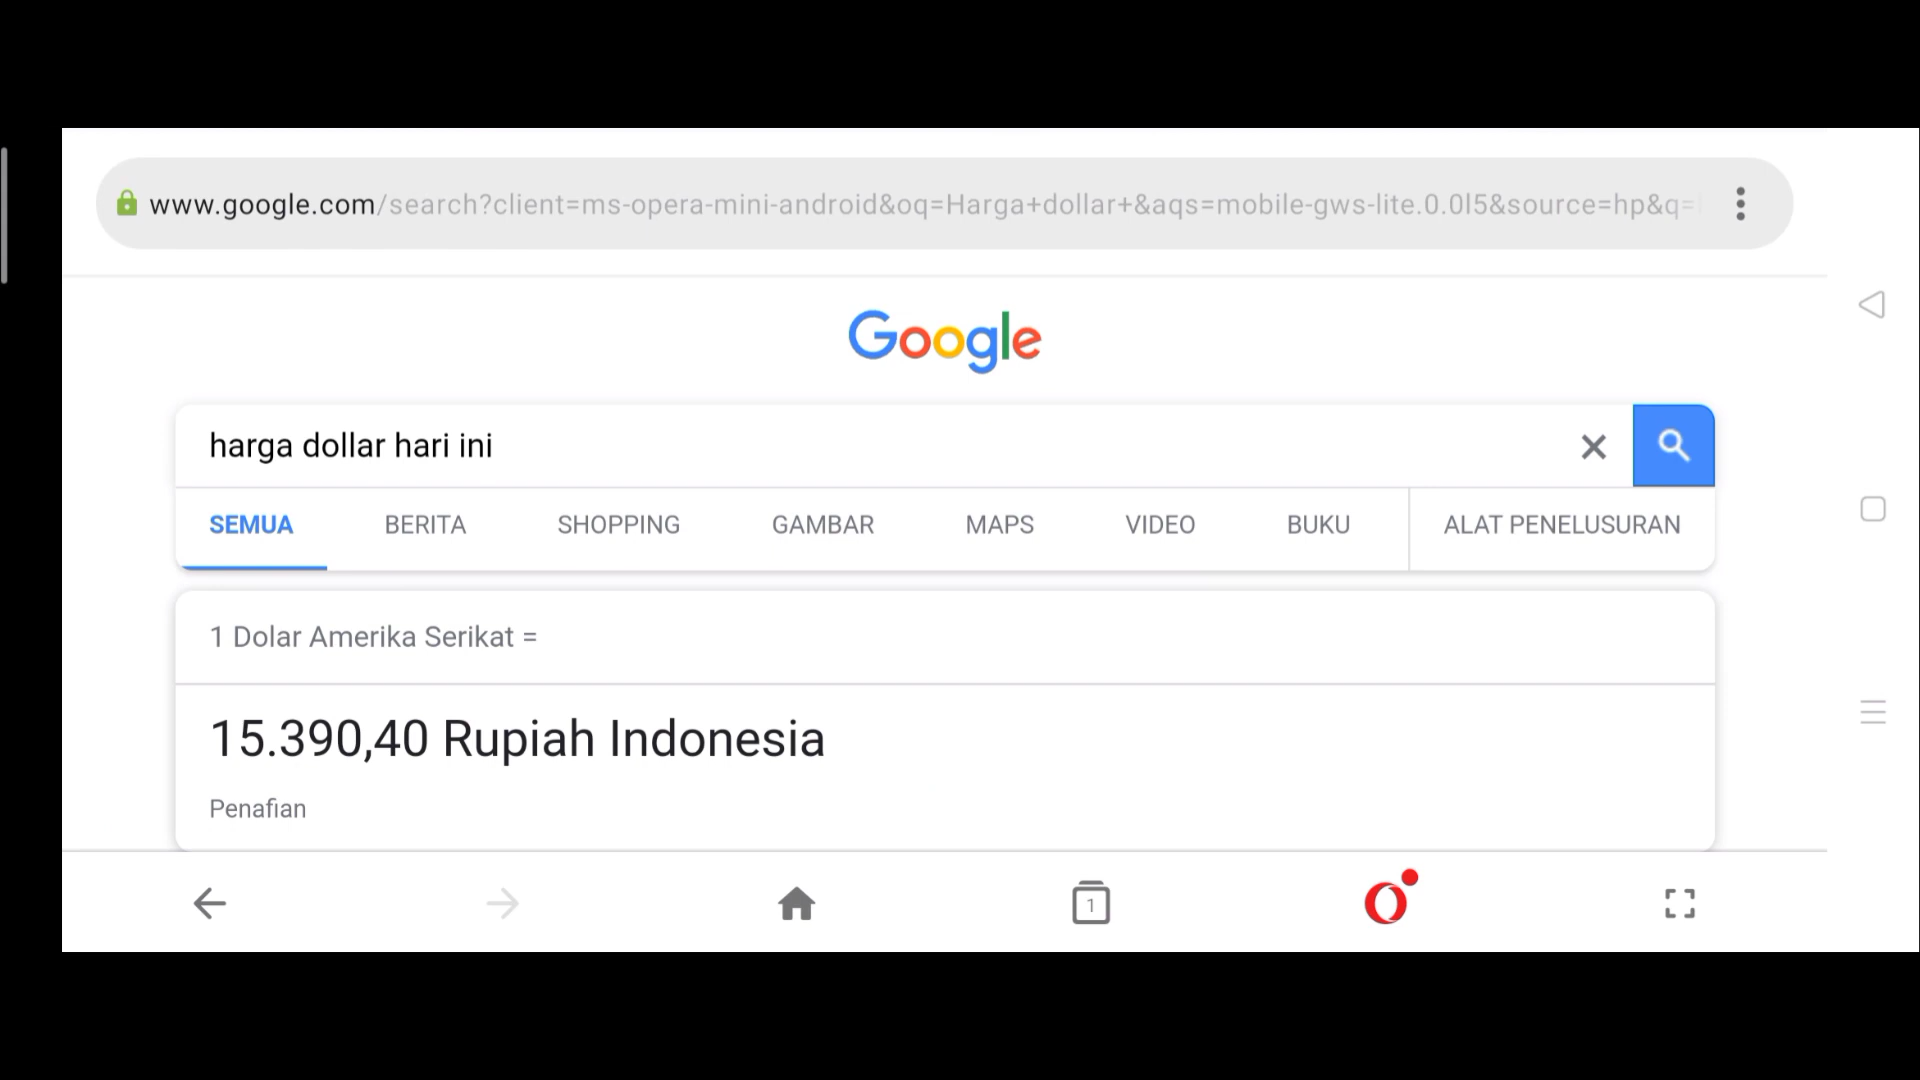 www.google.com/search?client=ms-opera-mini-android&oq=Harga+dollar+&aqs=mobile-gws-lite.0.0l5&source=hp&q=
Google
harga dollar hari ini
SEMUA BERITA SHOPPING GAMBAR MAPS VIDEO BUKU ALAT PENELUSURAN
1 Dolar Amerika Serikat =
15.390,40 Rupiah Indonesia
Penafian
1